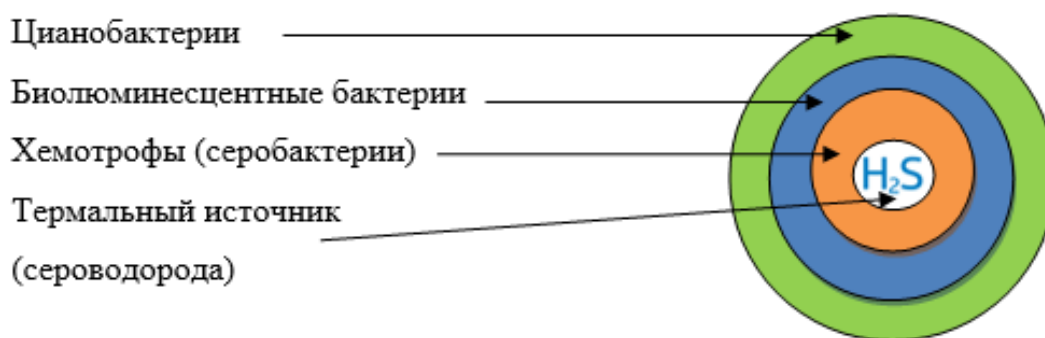 Цианобактерии
Биолюминесцентные бактерии
Хемотрофы (серобактерии)
H₂S
Термальный источник
(сероводорода)